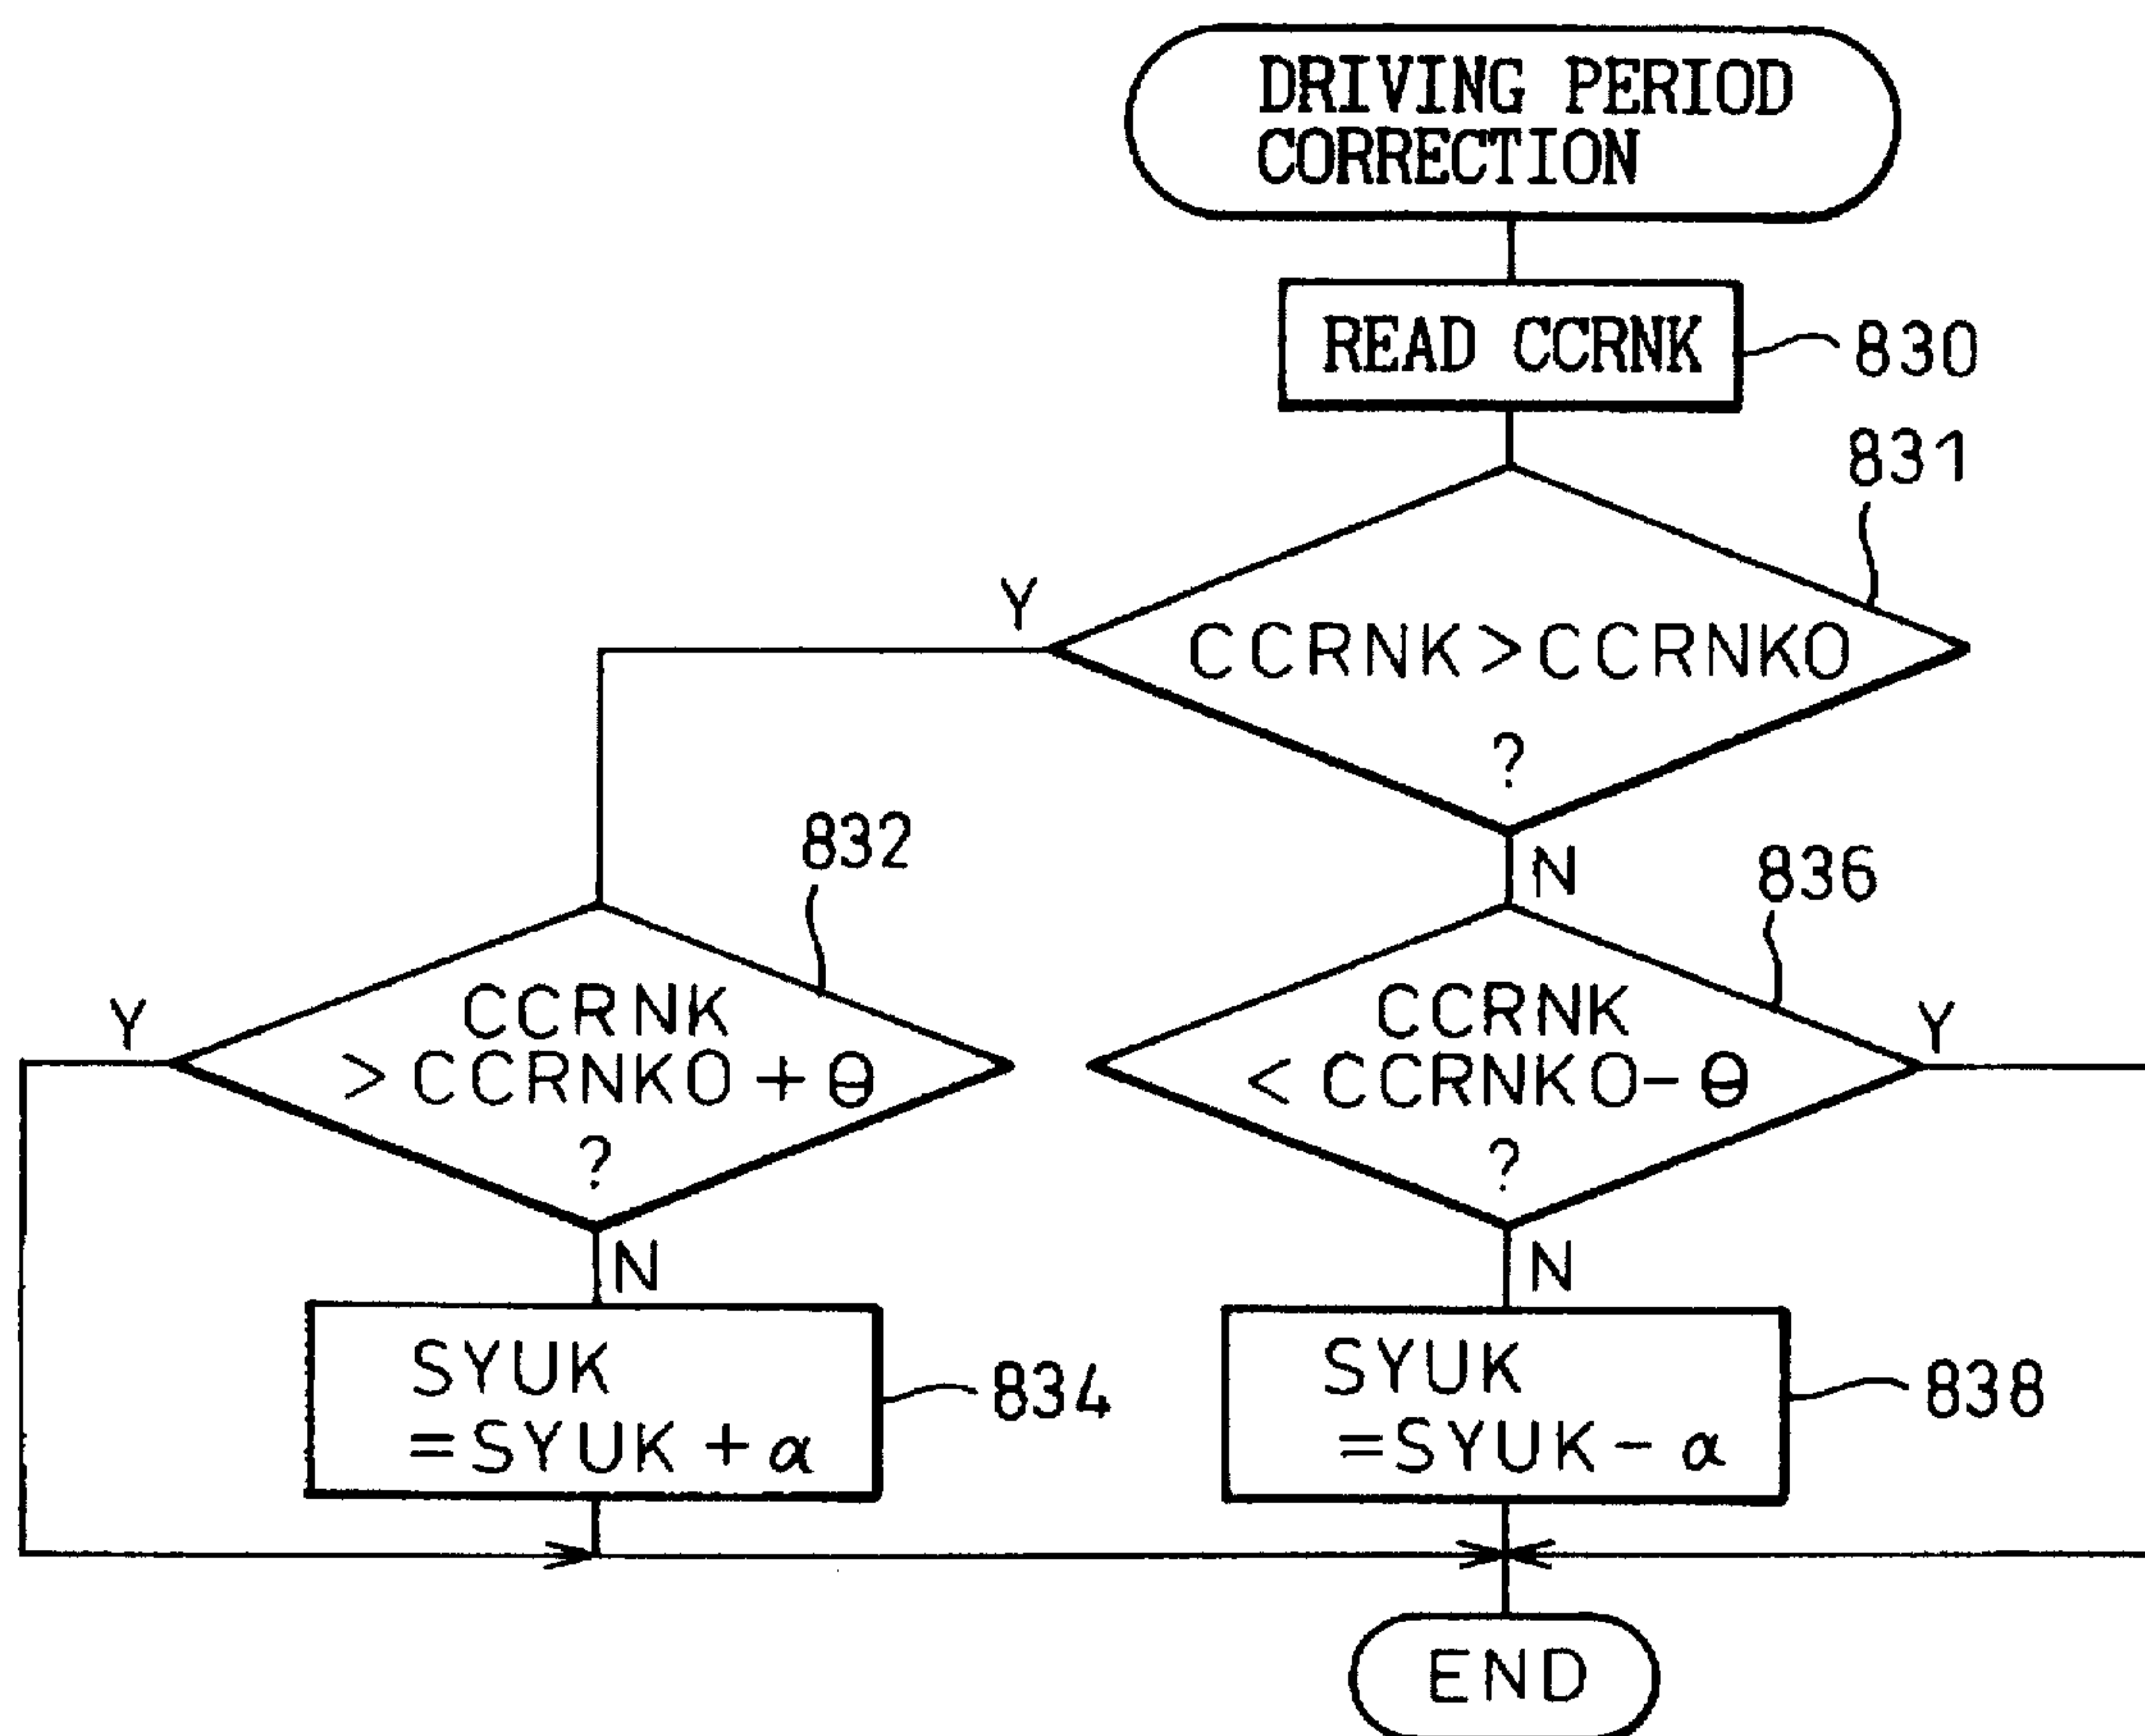 DRIVING PERIOD
CORRECTION
READ CCRNK
830
831
Y
CCRNK>CCRNKO
?
N
832
836
Y
CCRNK
>CCRNKO+θ
?
CCRNK
<CCRNKO-θ
?
Y
N
N
SYUK
=SYUK+α
834
SYUK
=SYUK-α
838
END